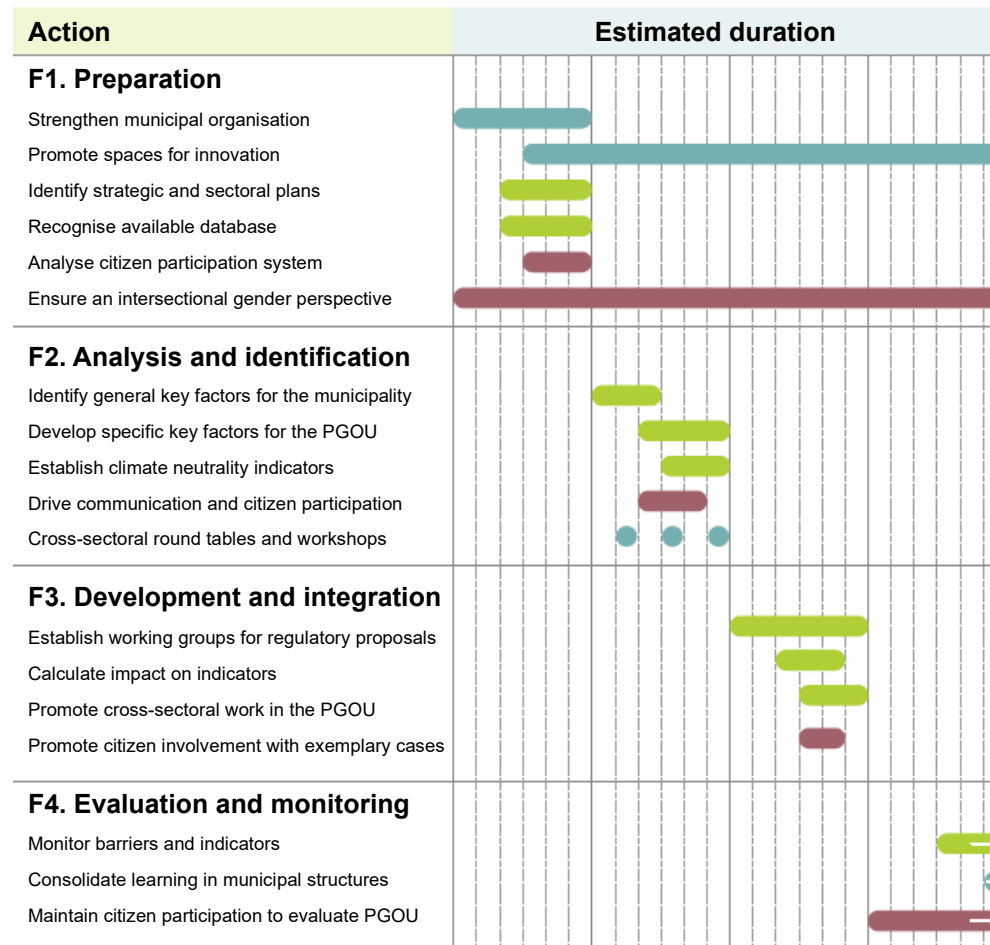 Action
Estimated duration
F1. Preparation
Strengthen municipal organisation
Promote spaces for innovation
Identify strategic and sectoral plans
Recognise available database
Analyse citizen participation system
Ensure an intersectional gender perspective
F2. Analysis and identification
Identify general key factors for the municipality
Develop specific key factors for the PGOU
Establish climate neutrality indicators
Drive communication and citizen participation
Cross-sectoral round tables and workshops
F3. Development and integration
Establish working groups for regulatory proposals
Calculate impact on indicators
Promote cross-sectoral work in the PGOU
Promote citizen involvement with exemplary cases
F4. Evaluation and monitoring
Monitor barriers and indicators
Consolidate learning in municipal structures
Maintain citizen participation to evaluate PGOU